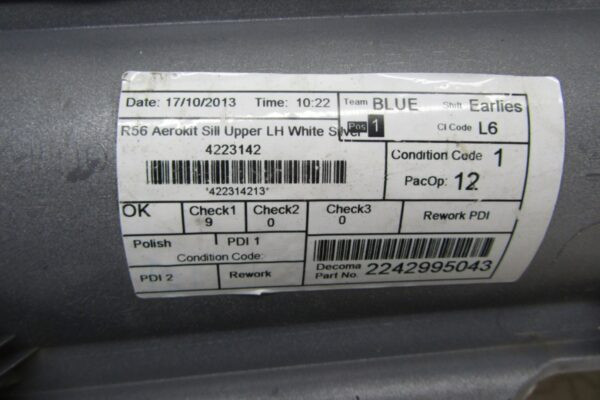 Date: 17/10/2013 Time: 10:22 Team BLUE Shift Earlies
R56 Aerokit Sill Upper LH White Silver Pos 1 Cl Code L6
4223142
*422314213*
Condition Code 1
PacOp: 12
OK Check1 Check2 Check3 Rework PDI
9 0 0
Polish PDI 1
Condition Code:
PDI 2 Rework
Decoma Part No. 2242995043